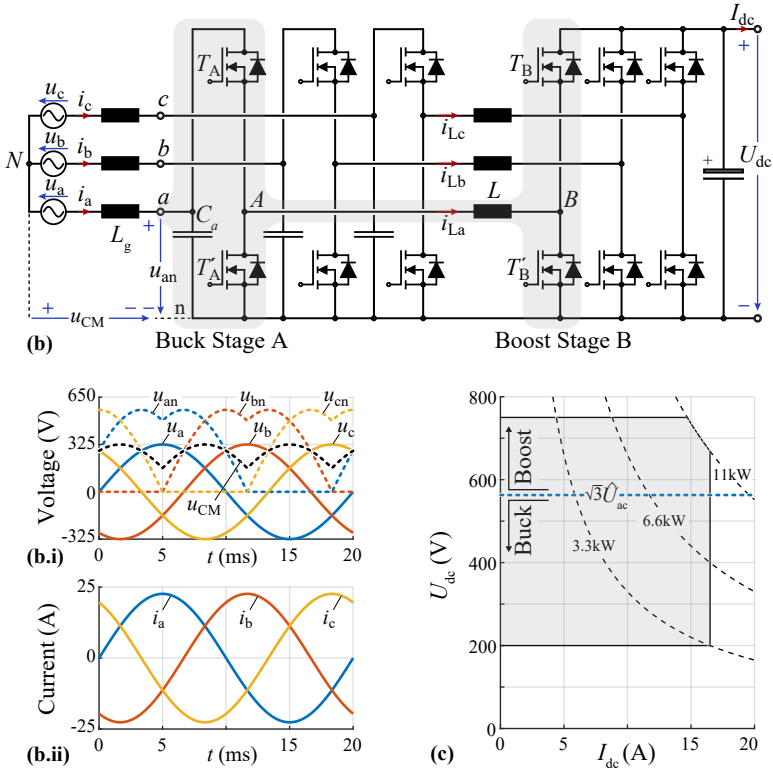 I_dc
T_A
T_B
u_c
i_c
c
u_b
i_b
b
i_Lc
N
+
U_dc
u_a
i_a
a
A
i_Lb
L
B
L_g
+
C_a
i_La
u_an
T'_A
T'_B
+ − − n
u_CM
(b)
Buck Stage A
Boost Stage B
+
−
650
325
0
-325
Voltage (V)
u_an
u_bn
u_cn
u_a
u_b
u_c
u_CM
0 5 10 15 20
(b.i)
t (ms)
25
0
-25
Current (A)
i_a
i_b
i_c
0 5 10 15 20
(b.ii)
t (ms)
800
600
400
200
0
U_dc (V)
Boost
Buck
√3Û_ac
11kW
6.6kW
3.3kW
0 5 10 15 20
(c)
I_dc (A)